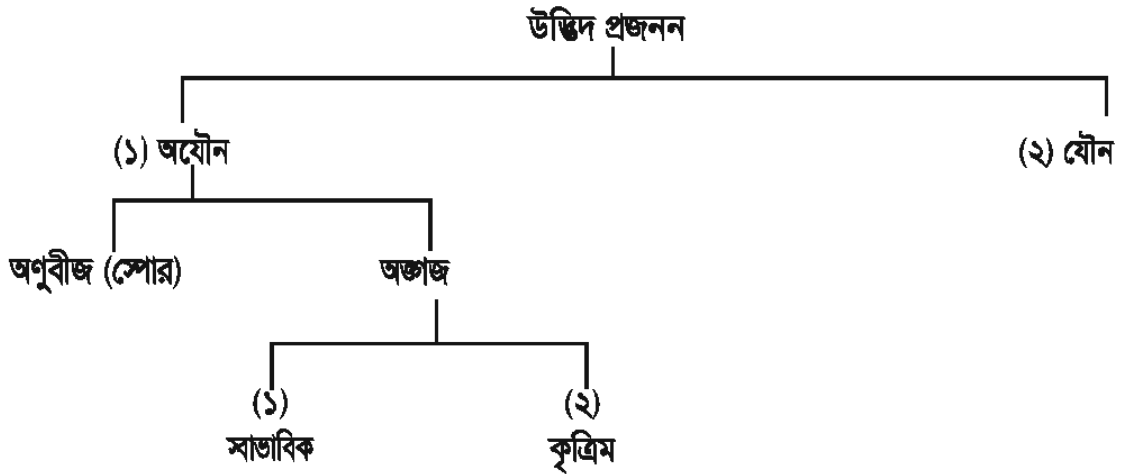 উদ্ভিদ প্রজনন
(১) অযৌন
(২) যৌন
অণুবীজ (স্পোর)
অঙ্গজ
(১)
স্বাভাবিক
(২)
কৃত্রিম